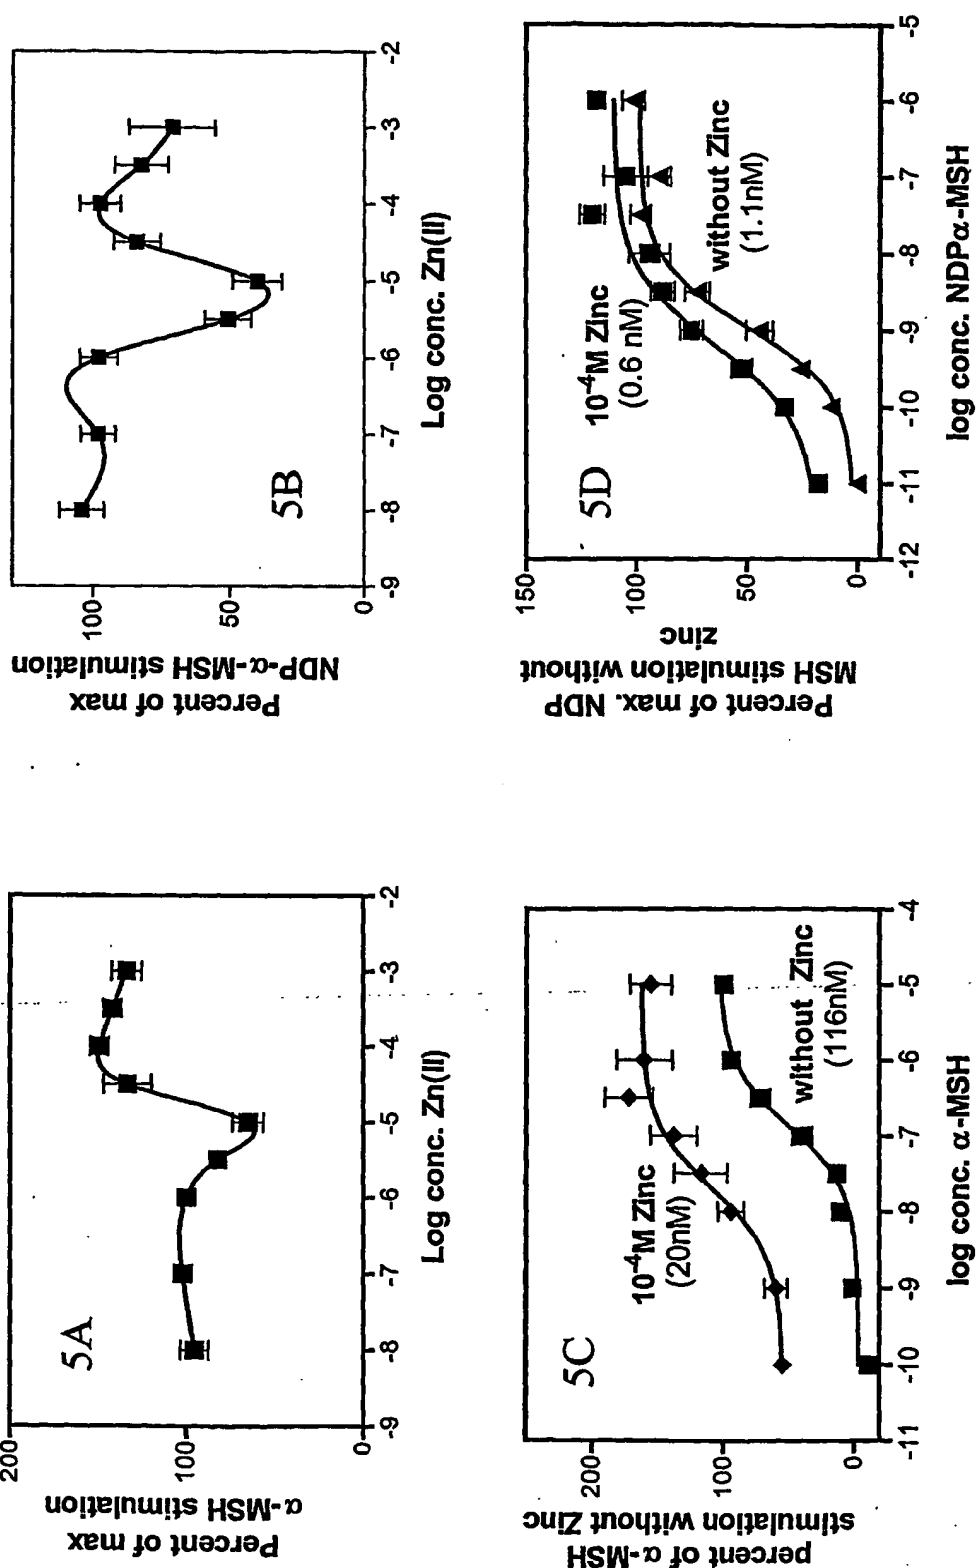 5A
Percent of max
α-MSH stimulation
200
100
0
-9 -8 -7 -6 -5 -4 -3 -2
Log conc. Zn(II)
5B
Percent of max
NDP-α-MSH stimulation
100
50
0
-9 -8 -7 -6 -5 -4 -3 -2
Log conc. Zn(II)
5C
percent of α-MSH
stimulation without Zinc
200
100
0
10⁻⁴M Zinc
(20nM)
without Zinc
(116nM)
-11 -10 -9 -8 -7 -6 -5 -4
log conc. α-MSH
5D
Percent of max. NDP
MSH stimulation without
zinc
150
100
50
0
10⁻⁴M Zinc
(0.6 nM)
without Zinc
(1.1nM)
-12 -11 -10 -9 -8 -7 -6 -5
log conc. NDPα-MSH